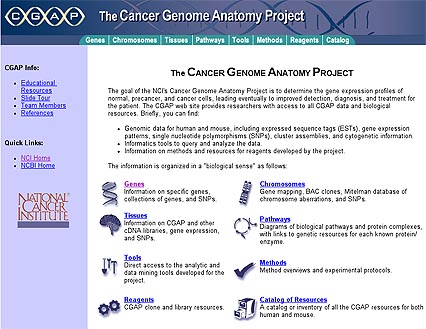 CGAP The Cancer Genome Anatomy Project
Genes Chromosomes Tissues Pathways Tools Methods Reagents Catalog
CGAP Info:
Educational
Resources
Slide Tour
Team Members
References
Quick Links:
NCI Home
NCBI Home
NATIONAL
CANCER
INSTITUTE
The CANCER GENOME ANATOMY PROJECT
The goal of the NCI's Cancer Genome Anatomy Project is to determine the gene expression profiles of
normal, precancer, and cancer cells, leading eventually to improved detection, diagnosis, and treatment for
the patient. The CGAP web site provides researchers with access to all CGAP data and biological
resources. Briefly, you can find:
Genomic data for human and mouse, including expressed sequence tags (ESTs), gene expression
patterns, single nucleotide polymorphisms (SNPs), cluster assemblies, and cytogenetic information.
Informatics tools to query and analyze the data.
Information on methods and resources for reagents developed by the project.
The information is organized in a "biological sense" as follows:
Genes
Information on specific genes,
collections of genes, and SNPs.
Chromosomes
Gene mapping, BAC clones, Mitelman database of
chromosome aberrations, and SNPs.
Tissues
Information on CGAP and other
cDNA libraries, gene expression,
and SNPs.
Pathways
Diagrams of biological pathways and protein complexes,
with links to genetic resources for each known protein/
enzyme.
Tools
Direct access to the analytic and
data mining tools developed for the
project.
Methods
Method overviews and experimental protocols.
Reagents
CGAP clone and library resources.
Catalog of Resources
A catalog or inventory of all the CGAP resources for both
human and mouse.